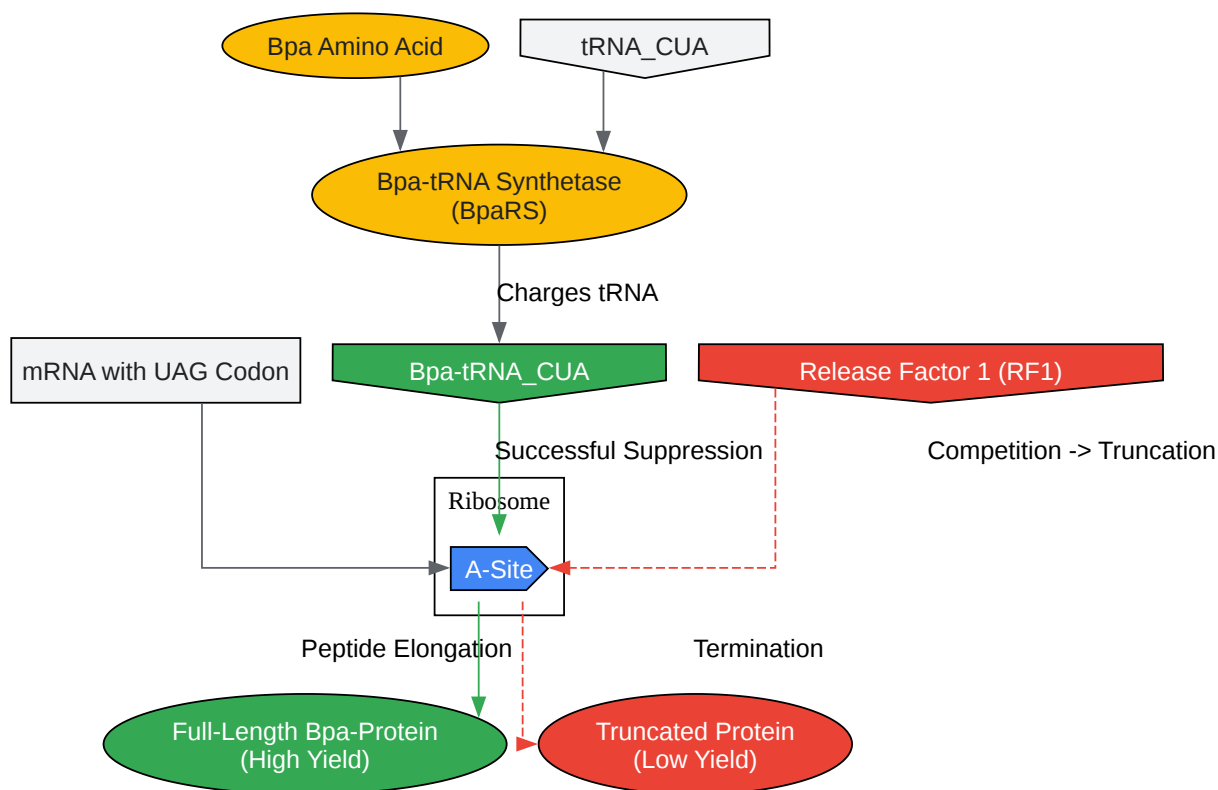 Bpa Amino Acid
tRNA_CUA
Bpa-tRNA Synthetase
(BpaRS)
Charges tRNA
mRNA with UAG Codon
Bpa-tRNA_CUA
Release Factor 1 (RF1)
Successful Suppression
Competition -> Truncation
Ribosome
A-Site
Peptide Elongation
Termination
Full-Length Bpa-Protein
(High Yield)
Truncated Protein
(Low Yield)